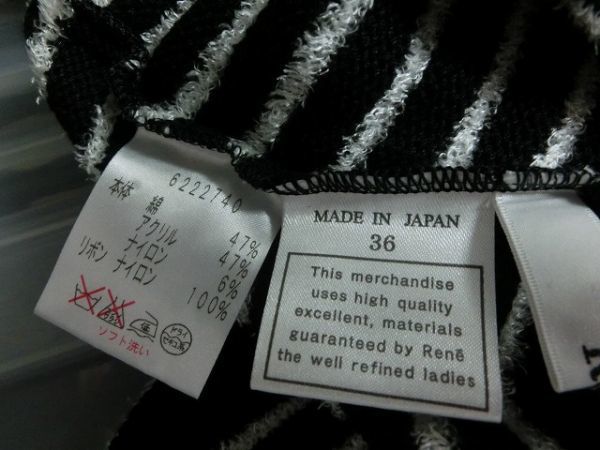 6222740
本体 綿 47%
アクリル 47%
ナイロン 6%
リボン ナイロン 100%
ソフト洗い
MADE IN JAPAN
36
This merchandise
uses high quality
excellent, materials
guaranteed by Renē
the well refined ladies